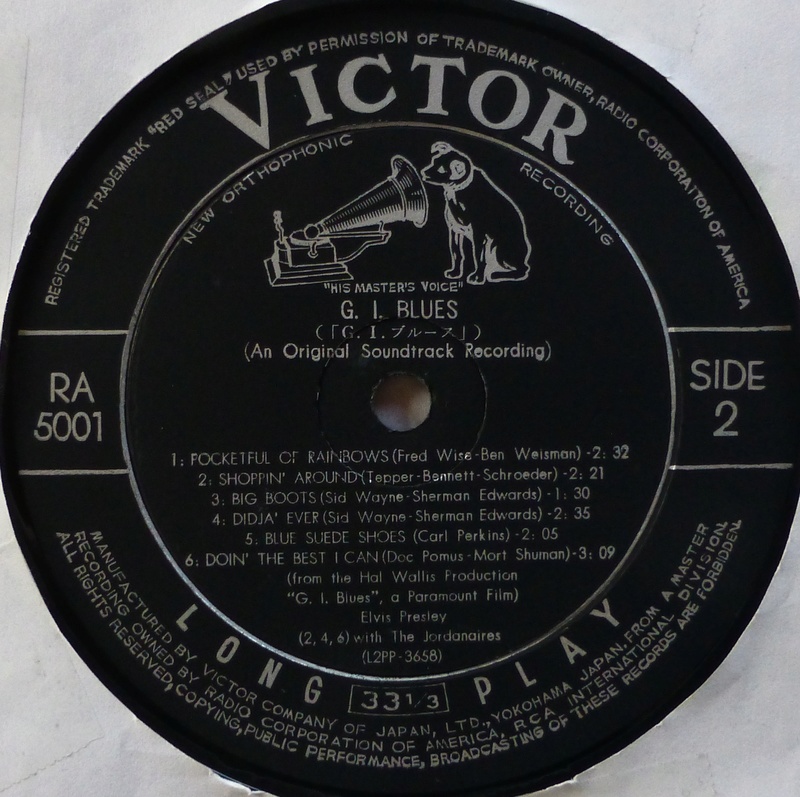 REGISTERED TRADEMARK "RED SEAL" USED BY PERMISSION OF TRADEMARK OWNER, RADIO CORPORATION OF AMERICA
VICTOR
NEW ORTHOPHONIC RECORDING
"HIS MASTER'S VOICE"
G. I. BLUES
(「G. I. ブルース」)
(An Original Soundtrack Recording)
RA
5001
SIDE
2
1: POCKETFUL OF RAINBOWS (Fred Wise-Ben Weisman) -2: 32
2: SHOPPIN' AROUND (Tepper-Bennett-Schroeder) -2: 21
3: BIG BOOTS (Sid Wayne-Sherman Edwards) -1: 30
4: DIDJA' EVER (Sid Wayne-Sherman Edwards) -2: 35
5: BLUE SUEDE SHOES (Carl Perkins) -2: 05
6: DOIN' THE BEST I CAN (Doc Pomus-Mort Shuman)-3: 09
(from the Hal Wallis Production
"G. I. Blues", a Paramount Film)
Elvis Presley
(2, 4, 6) with The Jordanaires
(L2PP-3658)
LONG 33 1/3 PLAY
MANUFACTURED BY VICTOR COMPANY OF JAPAN, LTD., YOKOHAMA JAPAN, FROM A MASTER
RECORDING OWNED BY RADIO CORPORATION OF AMERICA, RCA INTERNATIONAL DIVISION.
ALL RIGHTS RESERVED, COPYING, PUBLIC PERFORMANCE, BROADCASTING OF THESE RECORDS ARE FORBIDDEN.